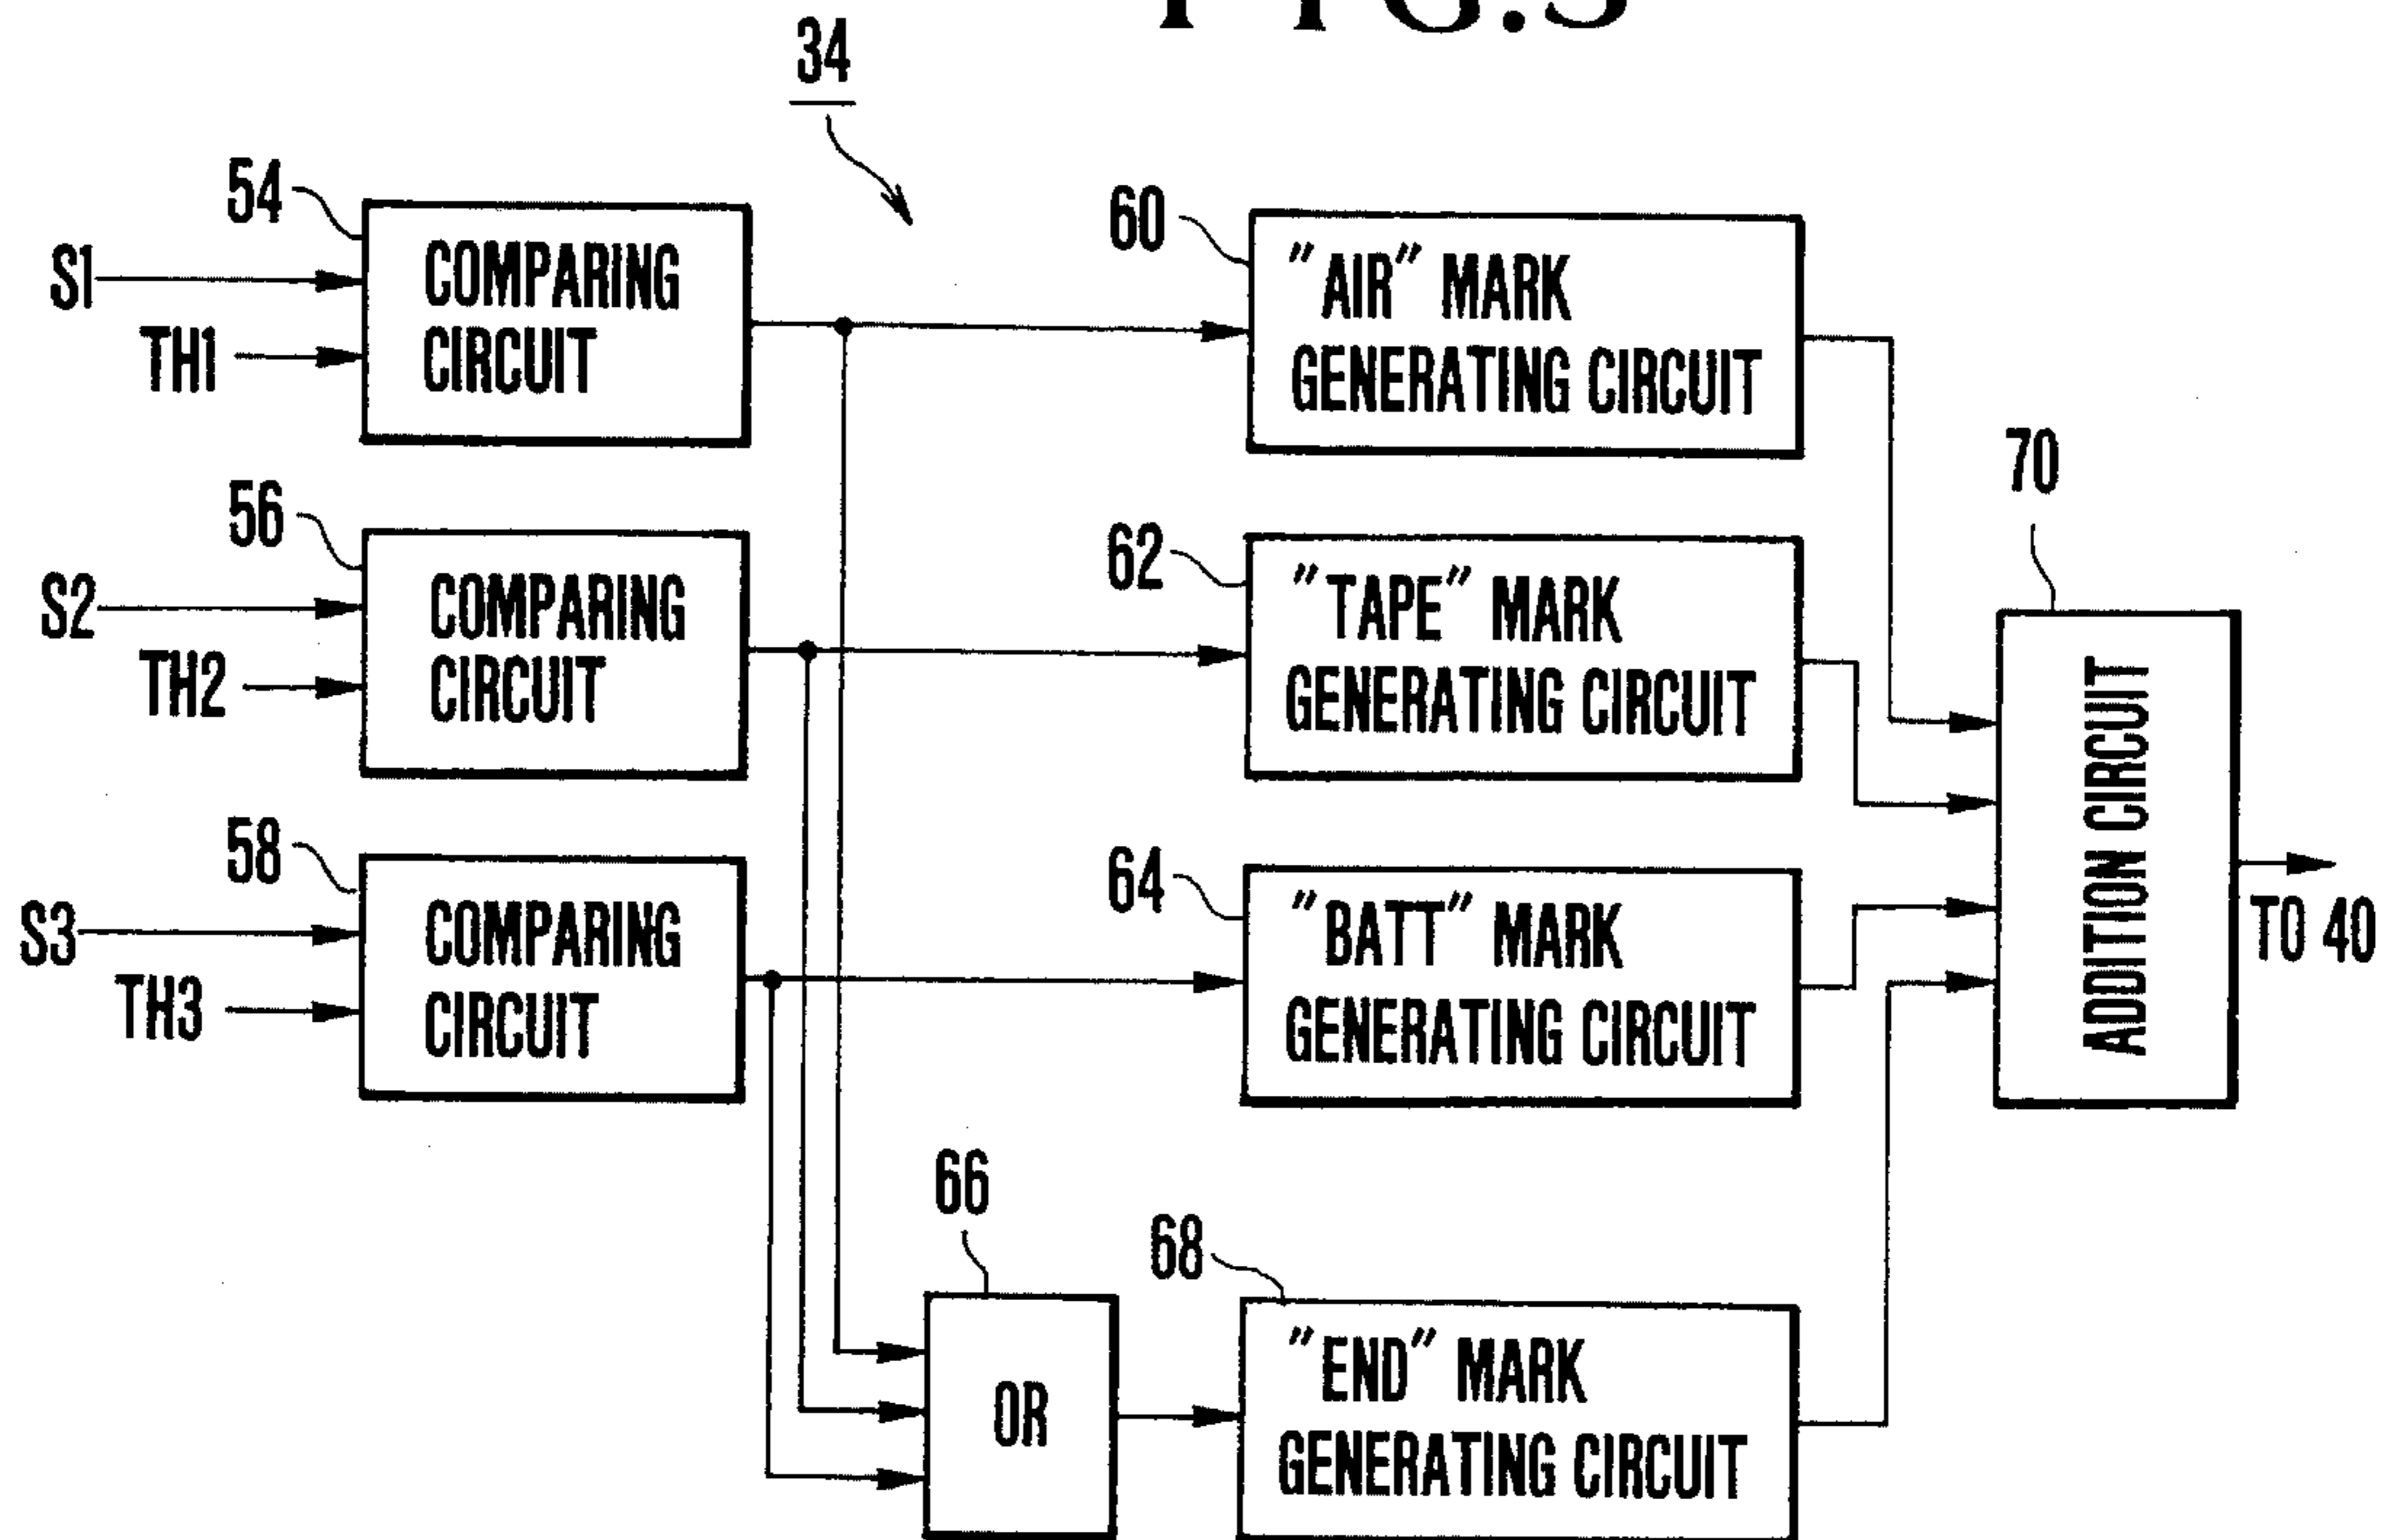 FIG.3
34
54
S1
TH1
COMPARING
CIRCUIT
60
"AIR" MARK
GENERATING CIRCUIT
56
S2
TH2
COMPARING
CIRCUIT
62
"TAPE" MARK
GENERATING CIRCUIT
70
ADDITION CIRCUIT
TO 40
58
S3
TH3
COMPARING
CIRCUIT
64
"BATT" MARK
GENERATING CIRCUIT
66
OR
68
"END" MARK
GENERATING CIRCUIT